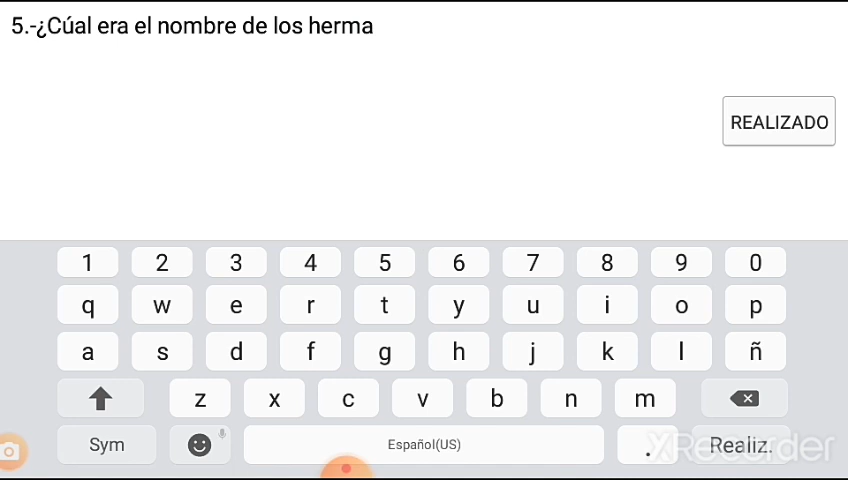 5.-¿Cúal era el nombre de los herma
REALIZADO
1 2 3 4 5 6 7 8 9 0
q w e r t y u i o p
a s d f g h j k l ñ
z x c v b n m
Sym Español(US) . Realiz.
XRecorder